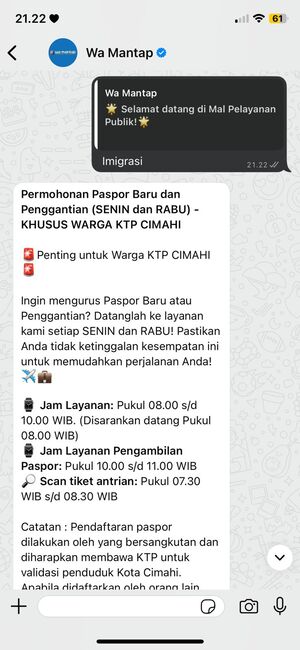 21.22
61
WA MANTAP
Wa Mantap
Wa Mantap
🌟 Selamat datang di Mal Pelayanan
Publik!🌟
Imigrasi
21.22
Permohonan Paspor Baru dan
Penggantian (SENIN dan RABU) -
KHUSUS WARGA KTP CIMAHI
🚨Penting untuk Warga KTP CIMAHI
🚨
Ingin mengurus Paspor Baru atau
Penggantian? Datanglah ke layanan
kami setiap SENIN dan RABU! Pastikan
Anda tidak ketinggalan kesempatan ini
untuk memudahkan perjalanan Anda!
✈️💼
⌚ Jam Layanan: Pukul 08.00 s/d
10.00 WIB. (Disarankan datang Pukul
08.00 WIB)
⌚ Jam Layanan Pengambilan
Paspor: Pukul 10.00 s/d 11.00 WIB
🔎 Scan tiket antrian: Pukul 07.30
WIB s/d 08.30 WIB
Catatan : Pendaftaran paspor
dilakukan oleh yang bersangkutan dan
diharapkan membawa KTP untuk
validasi penduduk Kota Cimahi.
Apabila didaftarkan oleh orang lain